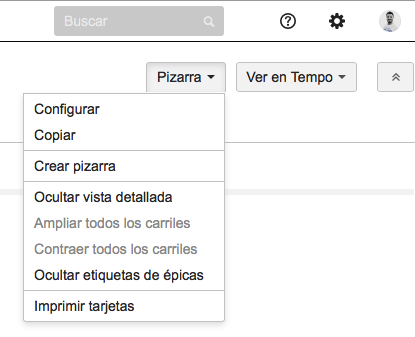 Buscar
Pizarra
Ver en Tempo
Configurar
Copiar
Crear pizarra
Ocultar vista detallada
Ampliar todos los carriles
Contraer todos los carriles
Ocultar etiquetas de épicas
Imprimir tarjetas